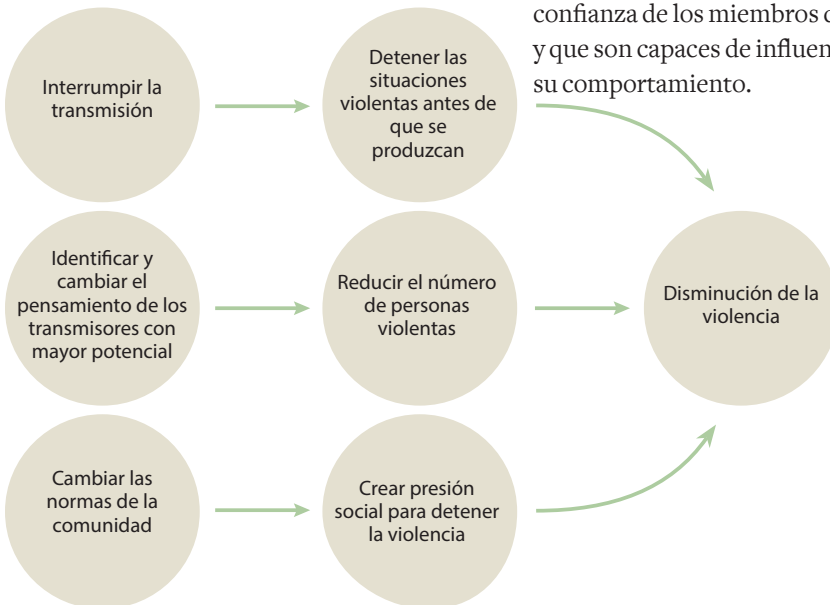 confianza de los miembros
y que son capaces de
su comportamiento.
Interrumpir la
transmisión
Detener las
situaciones
violentas antes de
que se
produzcan
Identificar y
cambiar el
pensamiento de los
transmisores con
mayor potencial
Reducir el número
de personas
violentas
Disminución de la
violencia
Cambiar las
normas de la
comunidad
Crear presión
social para detener
la violencia